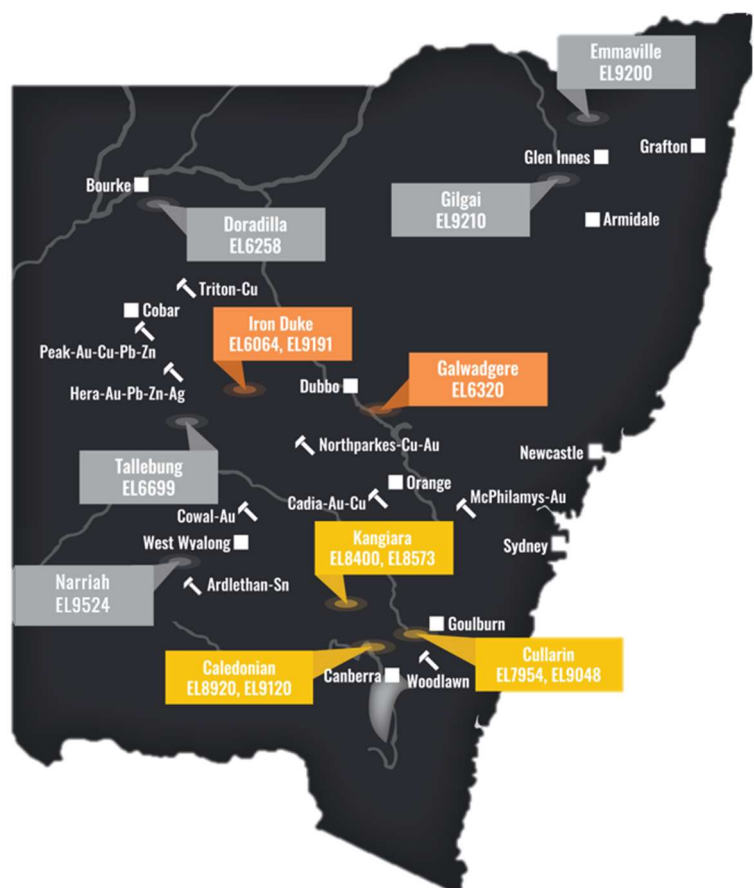 Emmaville
EL9200
Glen Innes
Grafton
Bourke
Gilgai
EL9210
Armidale
Doradilla
EL6258
Triton-Cu
Cobar
Iron Duke
EL6064, EL9191
Peak-Au-Cu-Pb-Zn
Hera-Au-Pb-Zn-Ag
Dubbo
Galwadgere
EL6320
Northparkes-Cu-Au
Newcastle
Tallebung
EL6699
Orange
Cadia-Au-Cu
McPhilamys-Au
Cowal-Au
West Wyalong
Kangiara
EL8400, EL8573
Sydney
Narriah
EL9524
Ardlethan-Sn
Goulburn
Caledonian
EL8920, EL9120
Canberra
Woodlawn
Cullarin
EL7954, EL9048